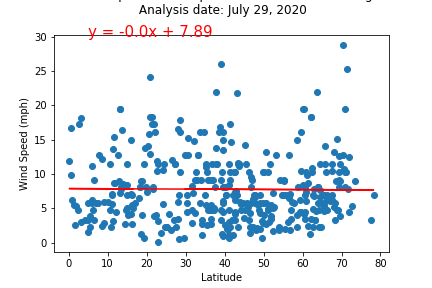 Analysis date: July 29, 2020
y = -0.0x + 7.89
30
25
20
15
10
5
0
Wind Speed (mph)
0 10 20 30 40 50 60 70 80
Latitude